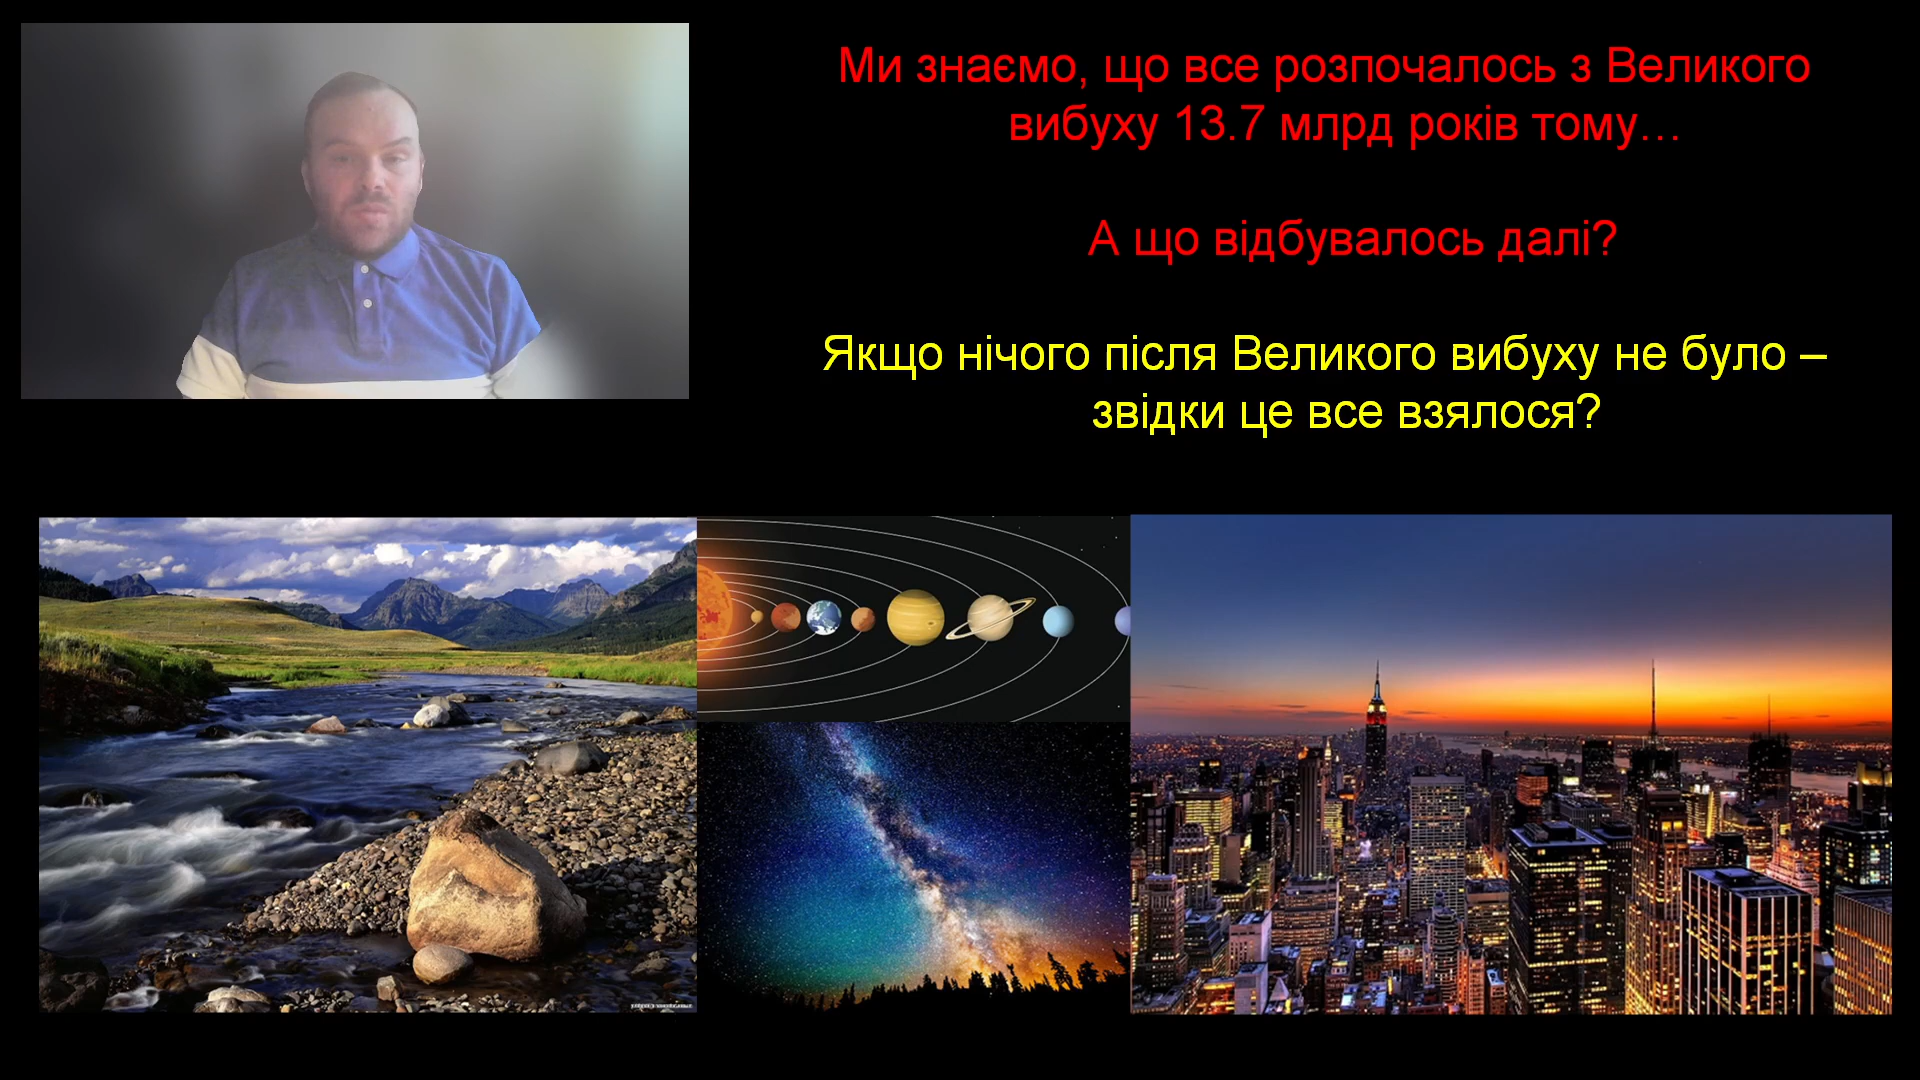 Ми знаємо, що все розпочалось з Великого
вибуху 13.7 млрд років тому…
А що відбувалось далі?
Якщо нічого після Великого вибуху не було –
звідки це все взялося?